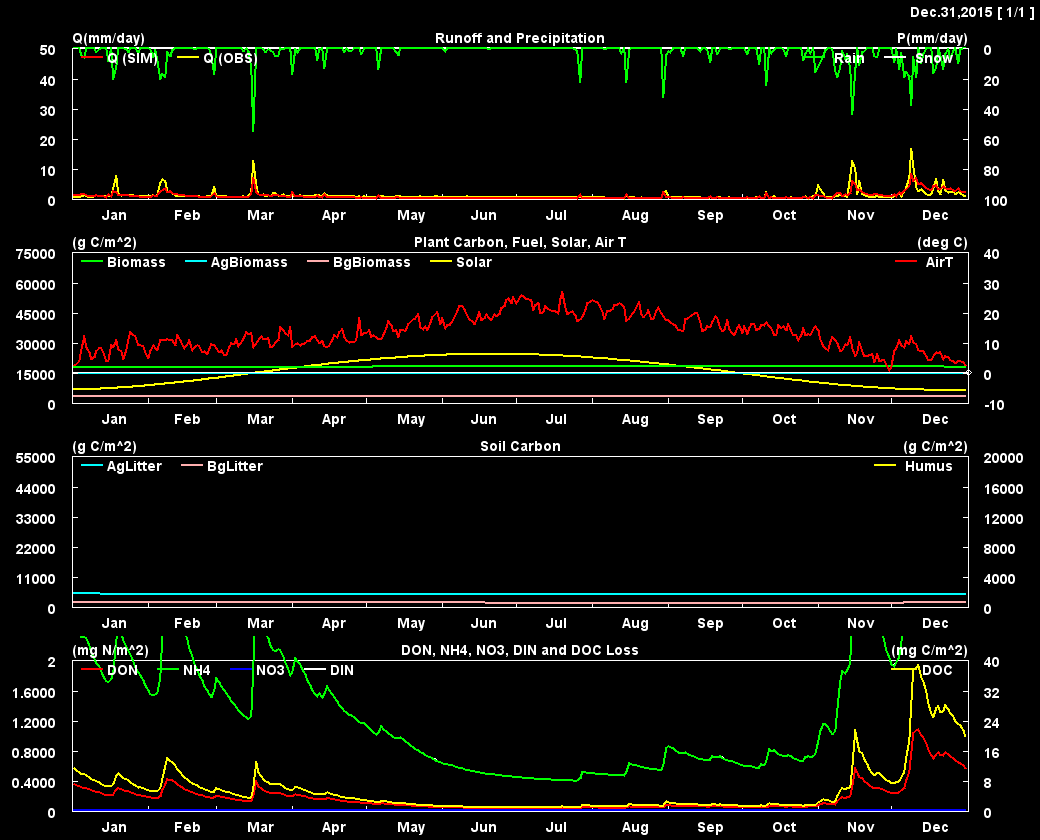 Dec.31,2015 [ 1/1 ]
Q(mm/day) Runoff and Precipitation P(mm/day)
50 0
Q (SIM) Q (OBS) Rain Snow
40 20
30 40
20 60
10 80
0 100
Jan Feb Mar Apr May Jun Jul Aug Sep Oct Nov Dec
(g C/m^2) Plant Carbon, Fuel, Solar, Air T (deg C)
75000 40
Biomass AgBiomass BgBiomass Solar AirT
60000 30
45000 20
30000 10
15000 0
0 -10
Jan Feb Mar Apr May Jun Jul Aug Sep Oct Nov Dec
(g C/m^2) Soil Carbon (g C/m^2)
55000 20000
AgLitter BgLitter Humus
44000 16000
33000 12000
22000 8000
11000 4000
0 0
Jan Feb Mar Apr May Jun Jul Aug Sep Oct Nov Dec
(mg N/m^2) DON, NH4, NO3, DIN and DOC Loss (mg C/m^2)
2 40
DON NH4 NO3 DIN DOC
1.6000 32
1.2000 24
0.8000 16
0.4000 8
0 0
Jan Feb Mar Apr May Jun Jul Aug Sep Oct Nov Dec